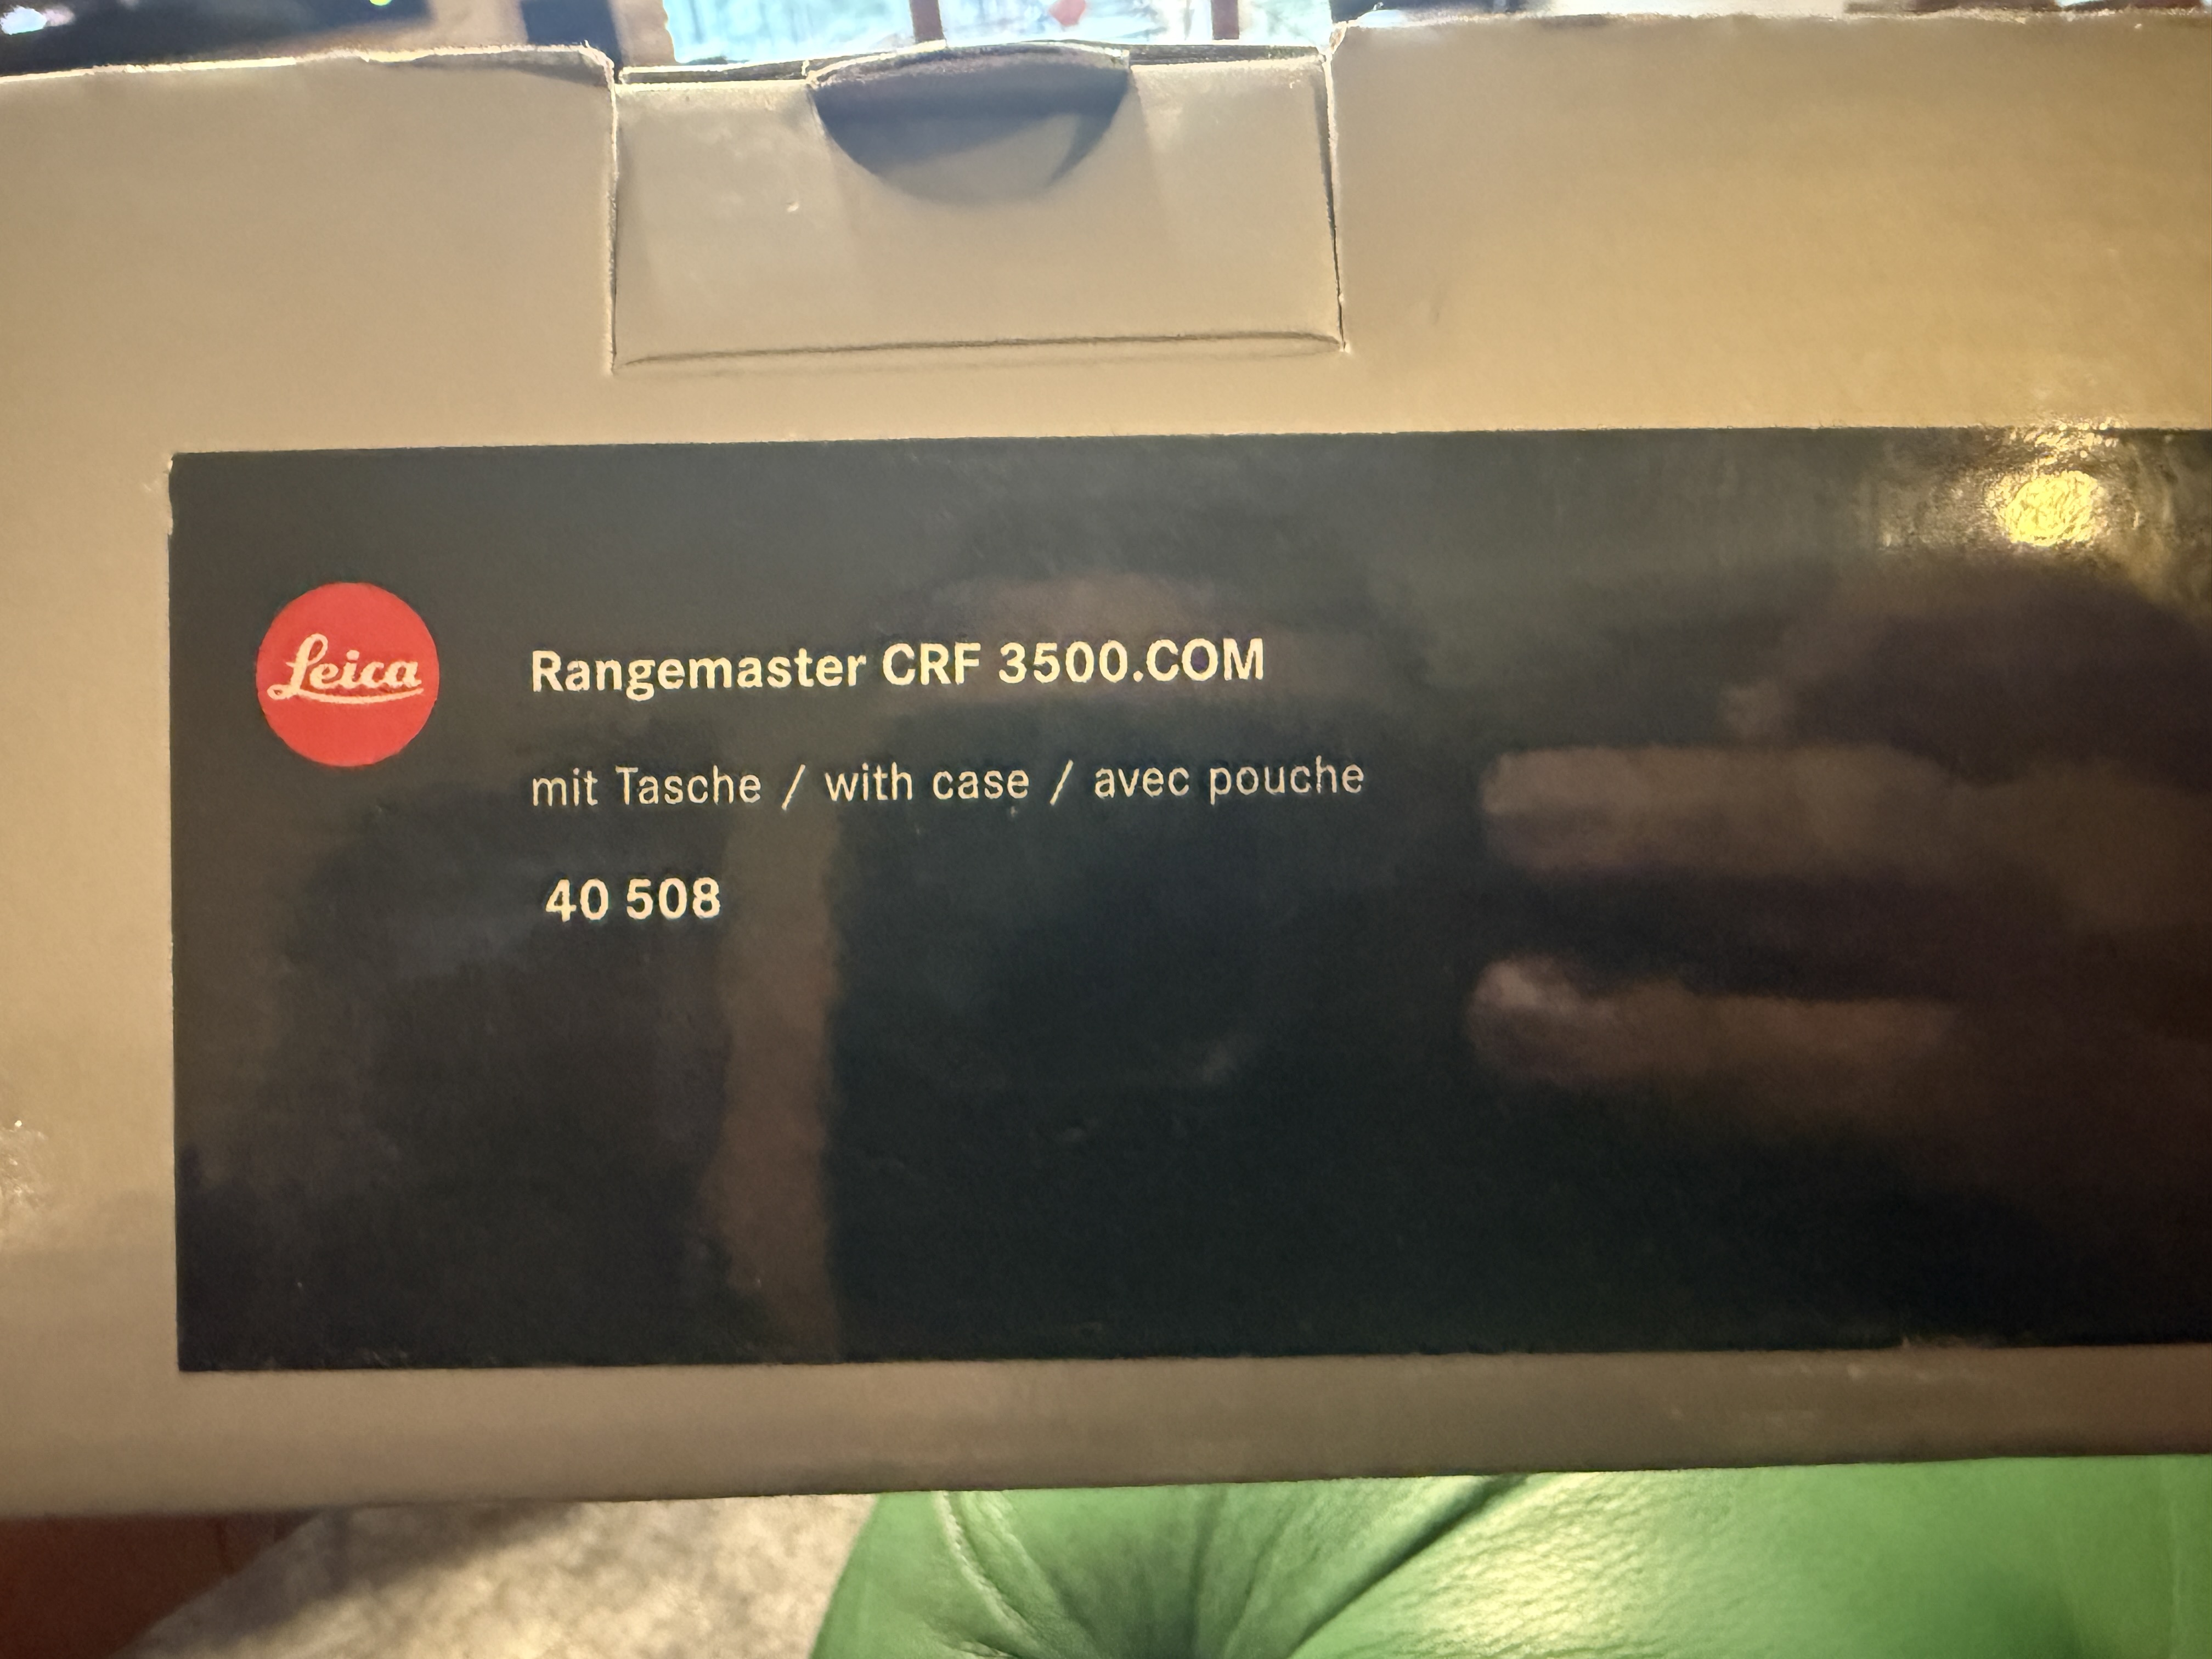 Leica
Rangemaster CRF 3500.COM
mit Tasche / with case / avec pouche
40 508